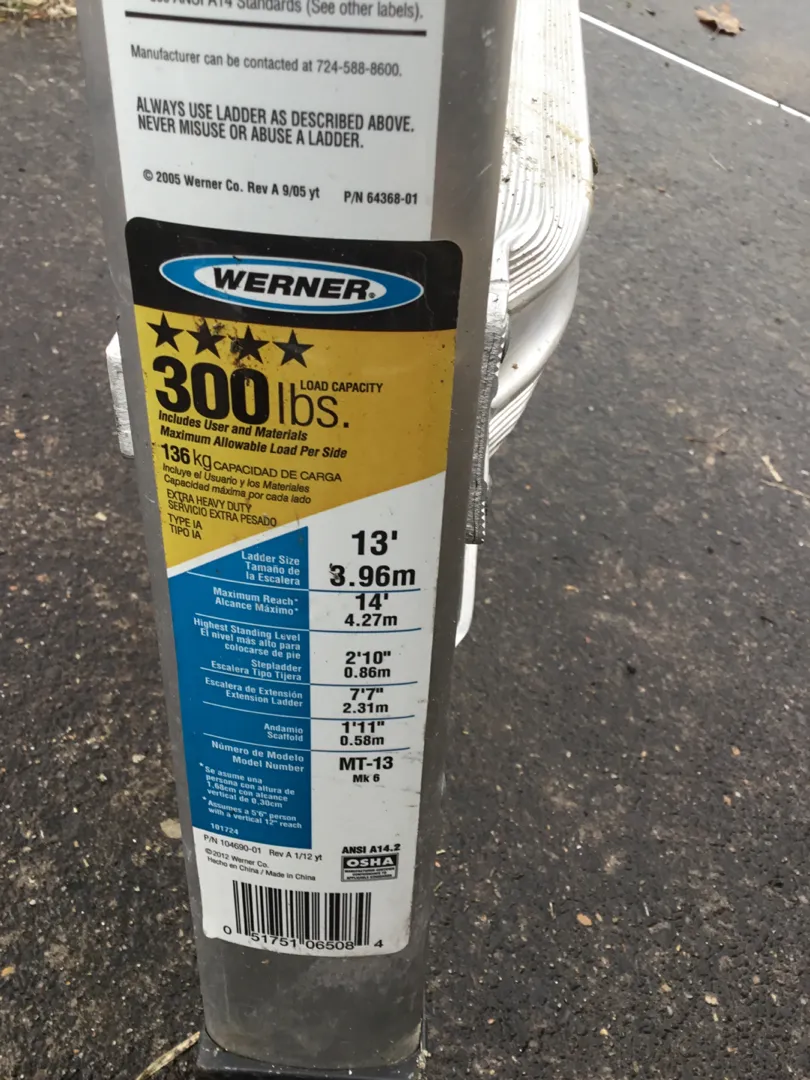 ANSI A14 Standards (See other labels).
Manufacturer can be contacted at 724-588-8600.
ALWAYS USE LADDER AS DESCRIBED ABOVE.
NEVER MISUSE OR ABUSE A LADDER.
© 2005 Werner Co. Rev A 9/05 yt P/N 64368-01
WERNER®
300 lbs. LOAD CAPACITY
Includes User and Materials
Maximum Allowable Load Per Side
136 kg CAPACIDAD DE CARGA
Incluye el Usuario y los Materiales
Capacidad máxima por cada lado
EXTRA HEAVY DUTY
SERVICIO EXTRA PESADO
TYPE IA
TIPO IA
Ladder Size
Tamaño de
la Escalera
13'
3.96m
Maximum Reach*
Alcance Máximo*
14'
4.27m
Highest Standing Level
El nivel más alto para
colocarse de pie
Stepladder
Escalera Tipo Tijera
2'10"
0.86m
Escalera de Extensión
Extension Ladder
7'7"
2.31m
Andamio
Scaffold
1'11"
0.58m
Número de Modelo
Model Number
MT-13
Mk 6
*Se asume una
persona con altura de
1,68cm con alcance
vertical de 0.30cm
*Assumes a 5'6" person
with a vertical 12" reach
101724
P/N 104690-01 Rev A 1/12 yt
©2012 Werner Co.
Hecho en China / Made in China
ANSI A14.2
OSHA
0 51751 06508 4